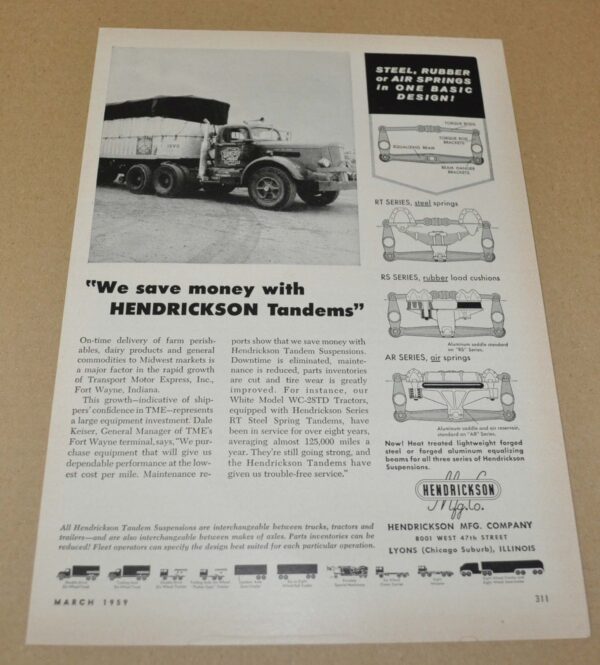 STEEL, RUBBER
or AIR SPRINGS
in ONE BASIC
DESIGN!
TORQUE RODS
TORQUE ROD
BRACKETS
EQUALIZING BEAM
BEAM HANGER
BRACKETS
RT SERIES, steel springs
RS SERIES, rubber load cushions
Aluminum saddle standard
on "RS" Series.
AR SERIES, air springs
Aluminum saddle and air reservoir,
standard on "AR" Series.
Now! Heat treated lightweight forged
steel or forged aluminum equalizing
beams for all three series of Hendrickson
Suspensions.
HENDRICKSON
Mfg. Co.
HENDRICKSON MFG. COMPANY
8001 WEST 47th STREET
LYONS (Chicago Suburb), ILLINOIS
"We save money with
HENDRICKSON Tandems"
On-time delivery of farm perish-
ables, dairy products and general
commodities to Midwest markets is
a major factor in the rapid growth
of Transport Motor Express, Inc.,
Fort Wayne, Indiana.
This growth—indicative of ship-
pers' confidence in TME—represents
a large equipment investment. Dale
Keiser, General Manager of TME's
Fort Wayne terminal, says, "We pur-
chase equipment that will give us
dependable performance at the low-
est cost per mile. Maintenance re-
ports show that we save money with
Hendrickson Tandem Suspensions.
Downtime is eliminated, mainte-
nance is reduced, parts inventories
are cut and tire wear is greatly
improved. For instance, our
White Model WC-28TD Tractors,
equipped with Hendrickson Series
RT Steel Spring Tandems, have
been in service for over eight years,
averaging almost 125,000 miles a
year. They're still going strong, and
the Hendrickson Tandems have
given us trouble-free service."
All Hendrickson Tandem Suspensions are interchangeable between trucks, tractors and
trailers—and are also interchangeable between makes of axles. Parts inventories can be
reduced! Fleet operators can specify the design best suited for each particular operation.
MARCH 1959
311